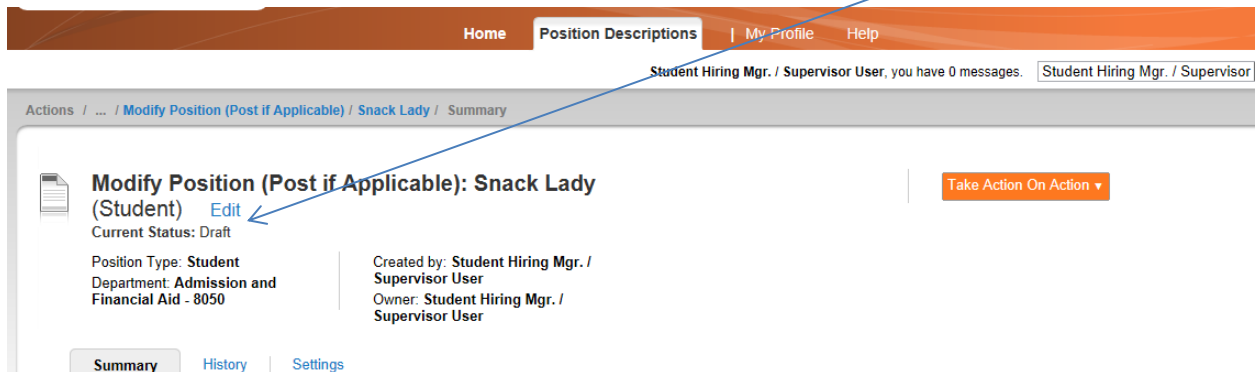 Home Position Descriptions | My Profile Help
Student Hiring Mgr. / Supervisor User, you have 0 messages. Student Hiring Mgr. / Supervisor
Actions / ... / Modify Position (Post if Applicable) / Snack Lady / Summary
Modify Position (Post if Applicable): Snack Lady
(Student) Edit
Take Action On Action ▾
Current Status: Draft
Position Type: Student
Department: Admission and
Financial Aid - 8050
Created by: Student Hiring Mgr. /
Supervisor User
Owner: Student Hiring Mgr. /
Supervisor User
Summary History Settings